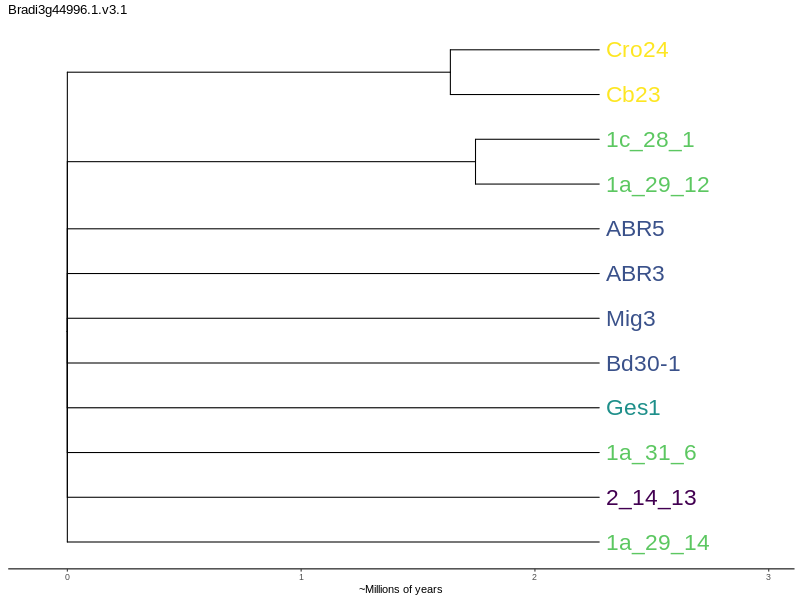 Bradi3g44996.1.v3.1
Cro24
Cb23
1c_28_1
1a_29_12
ABR5
ABR3
Mig3
Bd30-1
Ges1
1a_31_6
2_14_13
1a_29_14
0 1 2 3
~Millions of years